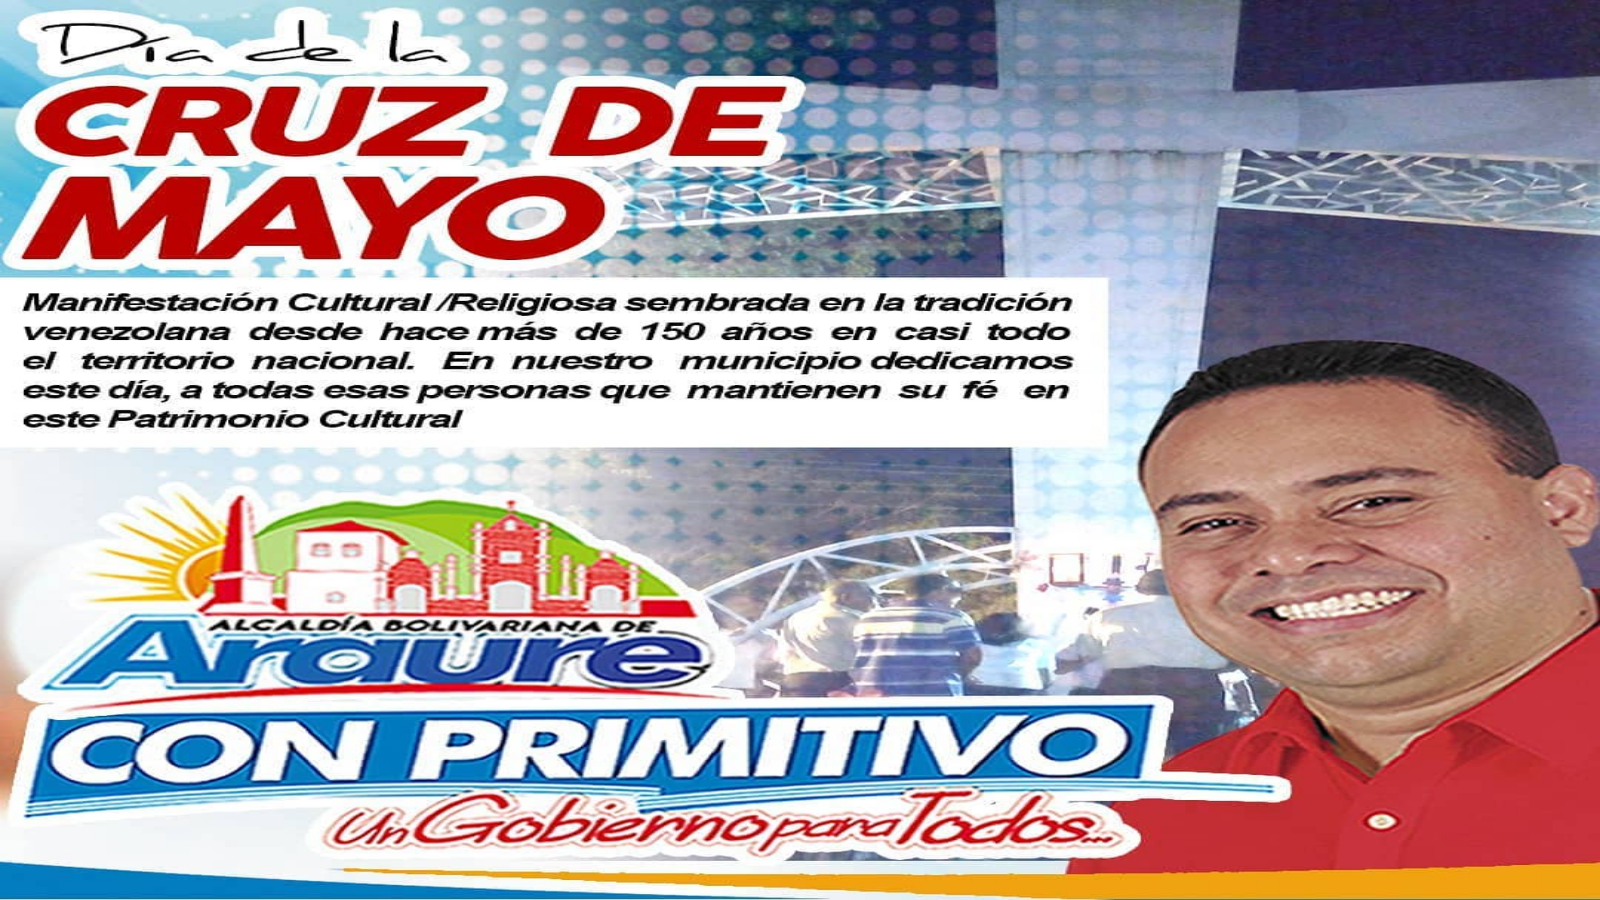 Día de la
CRUZ DE
MAYO
Manifestación Cultural /Religiosa sembrada en la tradición
venezolana desde hace más de 150 años en casi todo
el territorio nacional. En nuestro municipio dedicamos
este día, a todas esas personas que mantienen su fé en
este Patrimonio Cultural
ALCALDÍA BOLIVARIANA DE
Araure
CON PRIMITIVO
Un Gobierno para Todos...